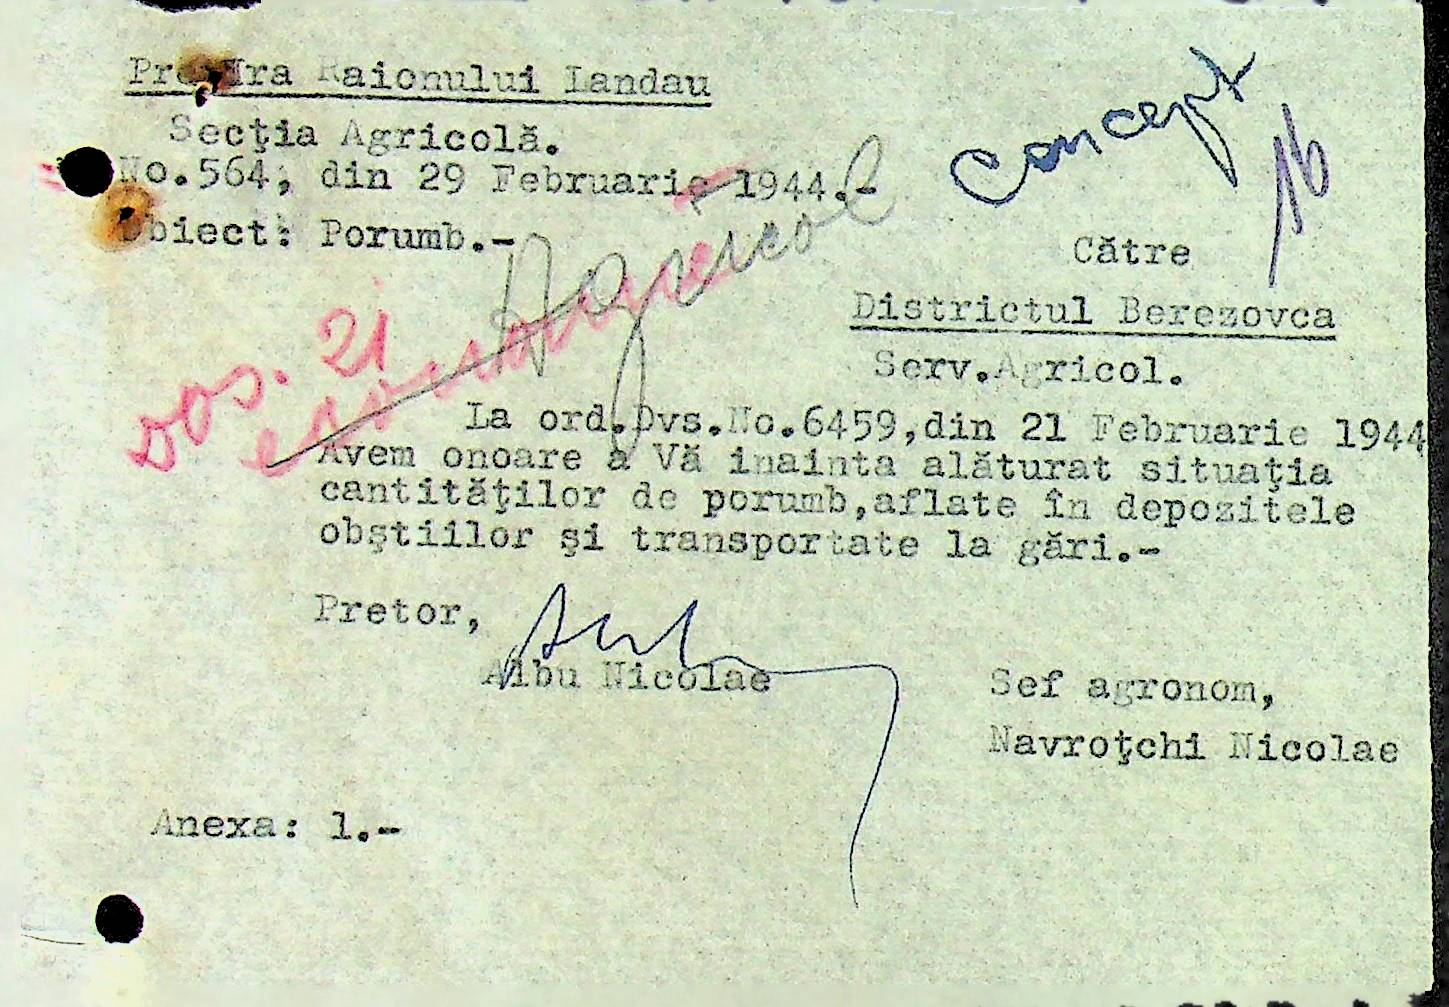 Pretura Raionului Landau
Secţia Agricolă.
No.564, din 29 Februarie 1944.-
Obiect: Porumb.-
Concept
Agricol
Dos. 21
Către
Districtul Berezovca
Serv.Agricol.
La ord.Dvs.No.6459,din 21 Februarie 1944
Avem onoare a Vă inainta alăturat situaţia
cantităţilor de porumb,aflate în depozitele
obştiilor şi transportate la gări.-
Pretor,
Albu Nicolae
Sef agronom,
Navroţchi Nicolae
Anexa: 1.-